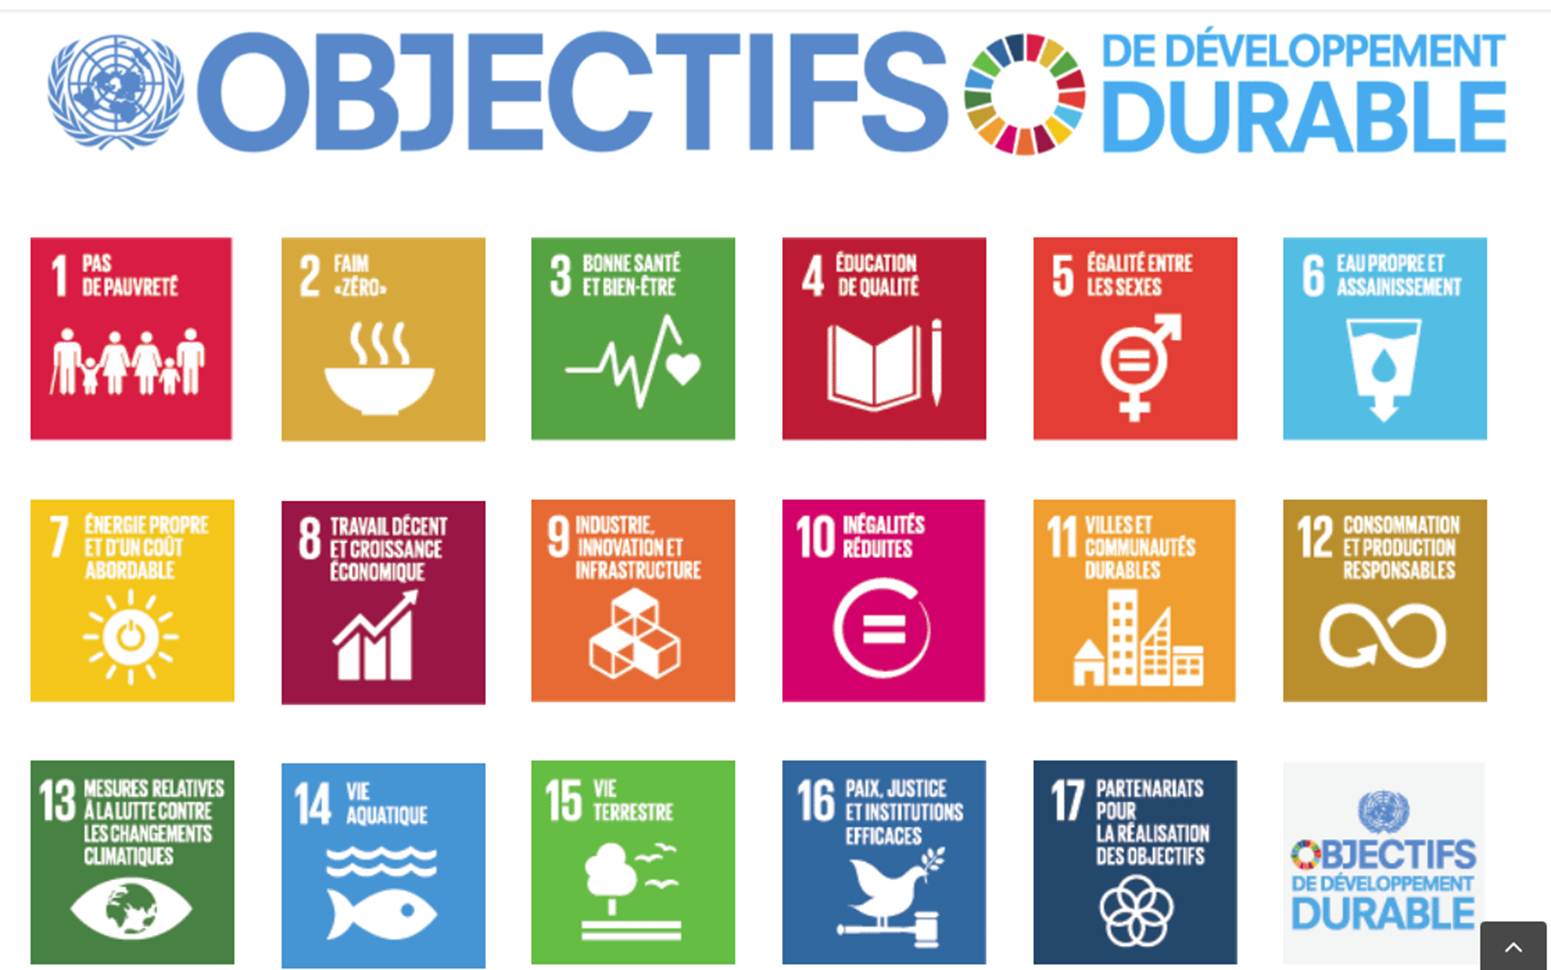 OBJECTIFS
DE DÉVELOPPEMENT
DURABLE
1 PAS
DE PAUVRETÉ
2 FAIM
«ZÉRO»
3 BONNE SANTÉ
ET BIEN-ÊTRE
4 ÉDUCATION
DE QUALITÉ
5 ÉGALITÉ ENTRE
LES SEXES
6 EAU PROPRE ET
ASSAINISSEMENT
7 ÉNERGIE PROPRE
ET D'UN COÛT
ABORDABLE
8 TRAVAIL DÉCENT
ET CROISSANCE
ÉCONOMIQUE
9 INDUSTRIE,
INNOVATION ET
INFRASTRUCTURE
10 INÉGALITÉS
RÉDUITES
11 VILLES ET
COMMUNAUTÉS
DURABLES
12 CONSOMMATION
ET PRODUCTION
RESPONSABLES
13 MESURES RELATIVES
À LA LUTTE CONTRE
LES CHANGEMENTS
CLIMATIQUES
14 VIE
AQUATIQUE
15 VIE
TERRESTRE
16 PAIX, JUSTICE
ET INSTITUTIONS
EFFICACES
17 PARTENARIATS
POUR
LA RÉALISATION
DES OBJECTIFS
OBJECTIFS
DE DÉVELOPPEMENT
DURABLE